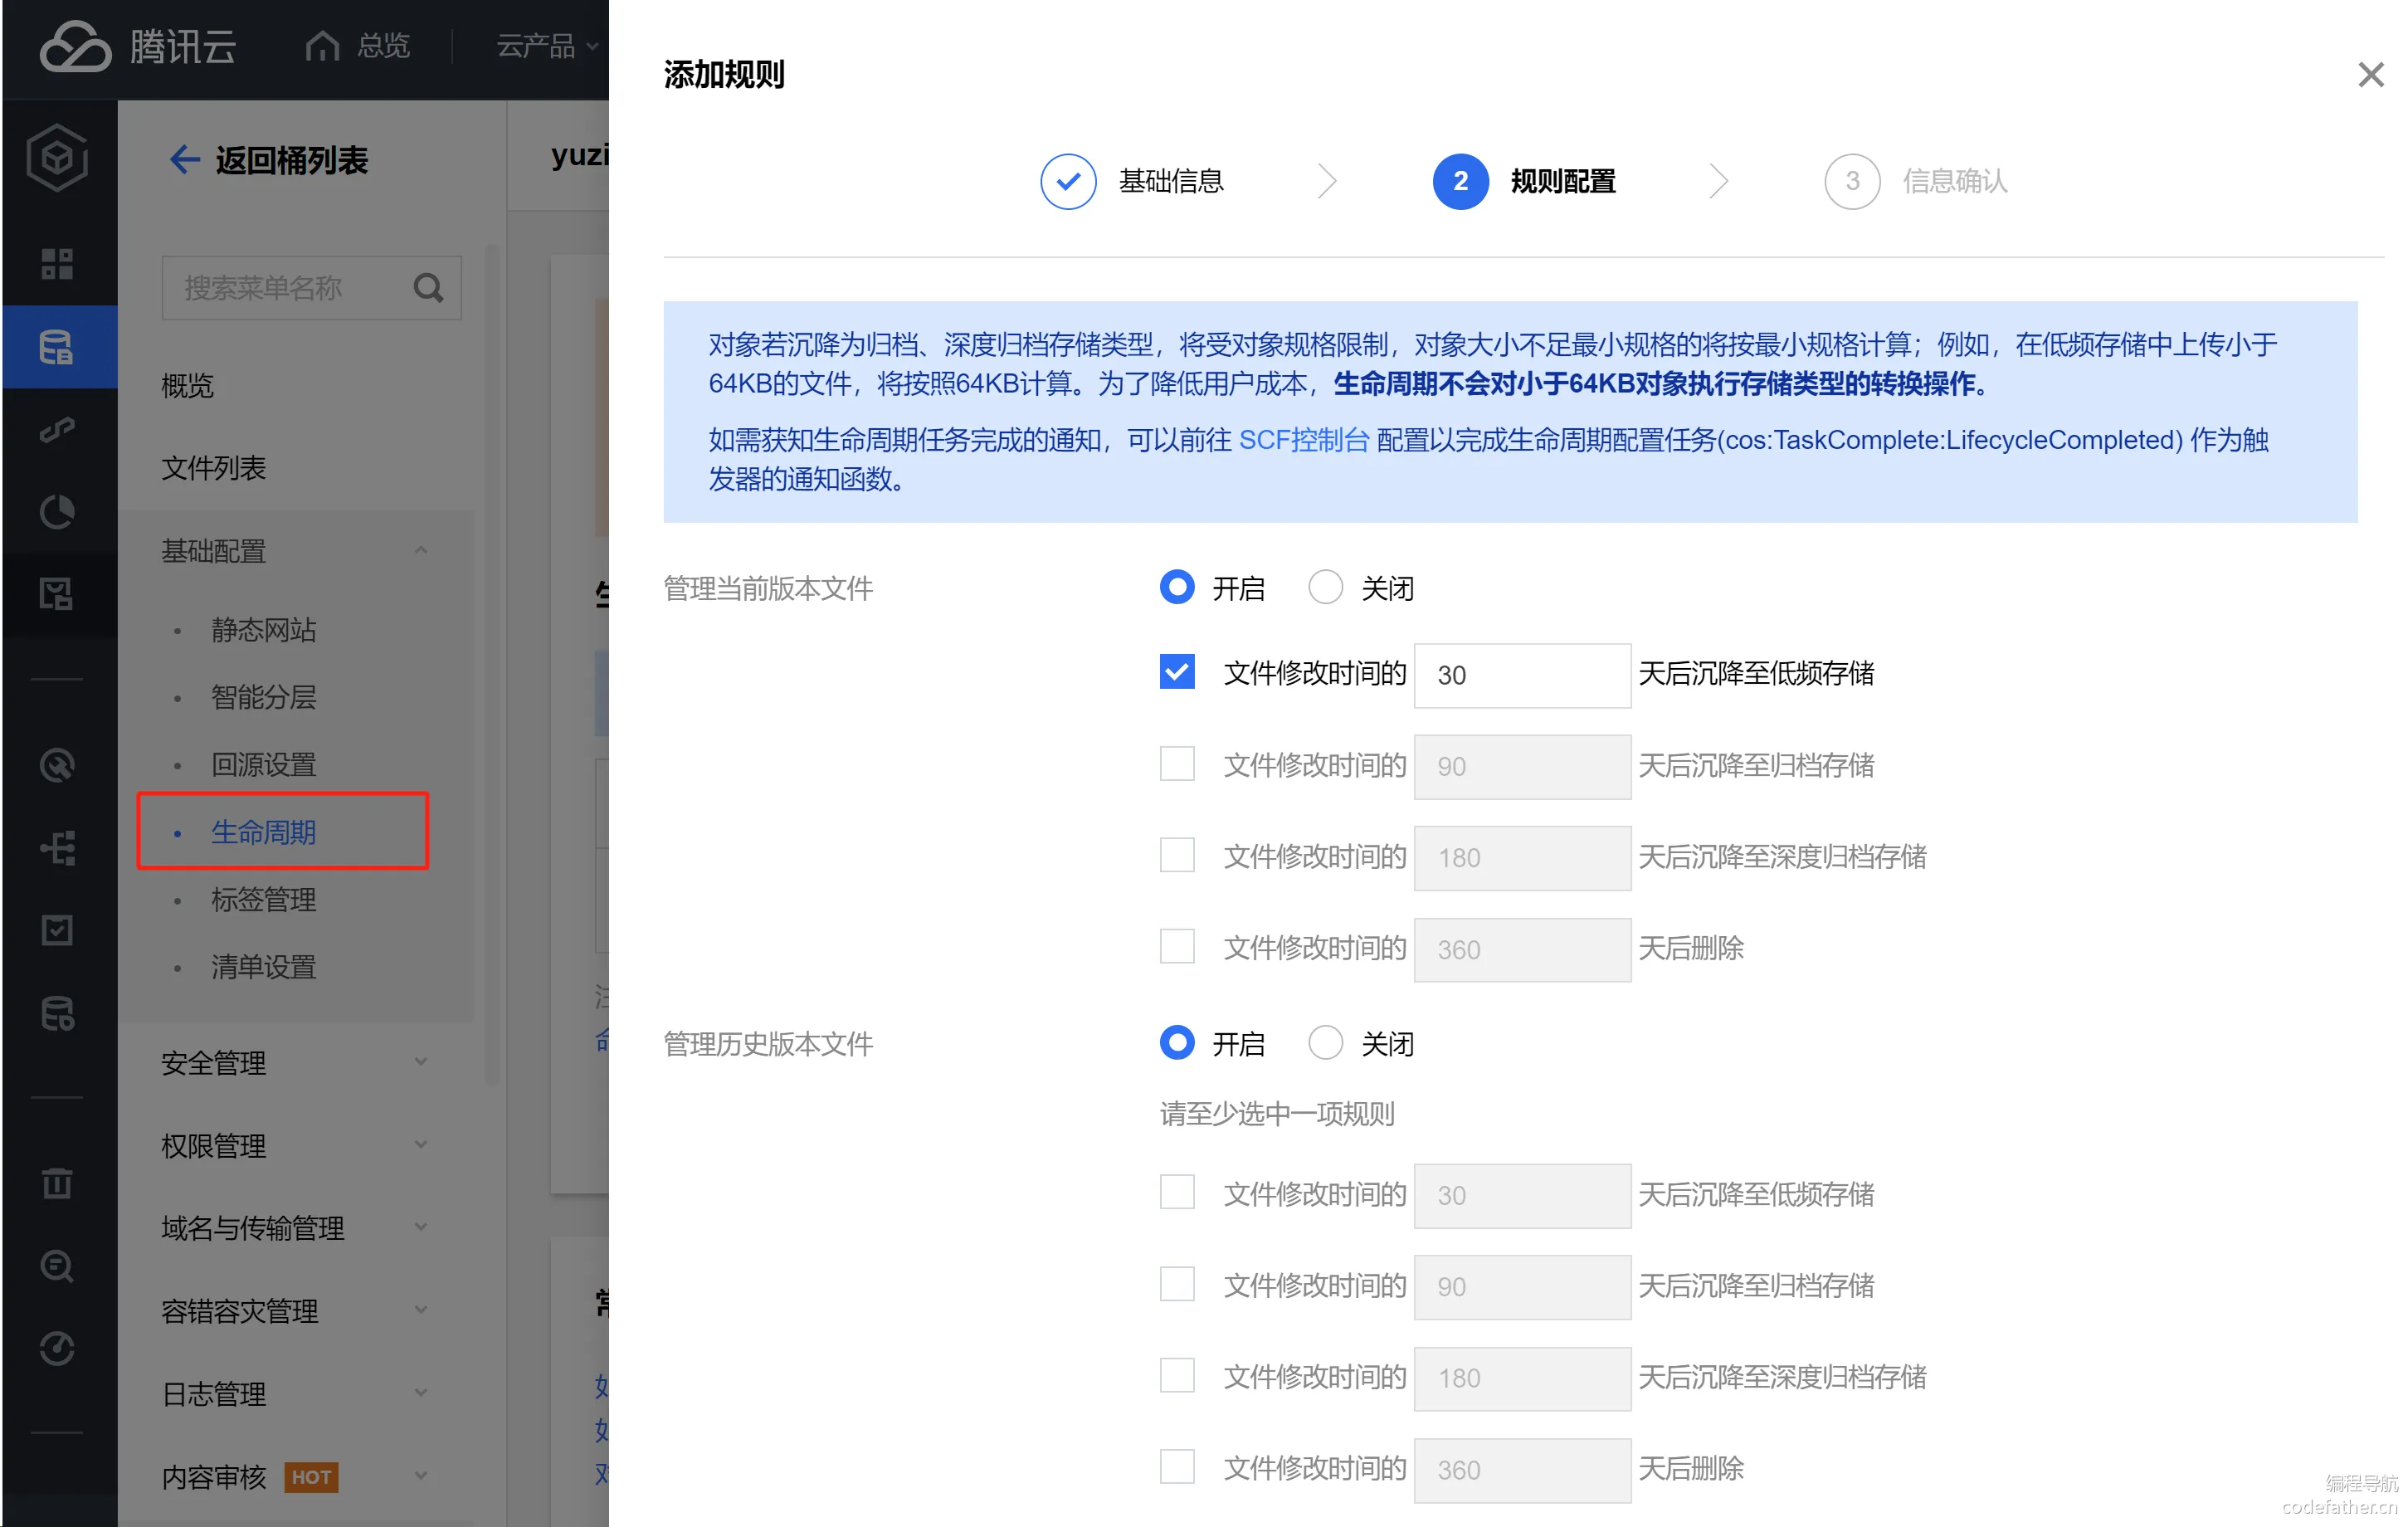 腾讯云
总览
云产品
返回桶列表
搜索菜单名称
概览
文件列表
基础配置
静态网站
智能分层
回源设置
生命周期
标签管理
清单设置
安全管理
权限管理
域名与传输管理
容错容灾管理
日志管理
内容审核 HOT
yuzi
添加规则
基础信息
2 规则配置
3 信息确认
对象若沉降为归档、深度归档存储类型，将受对象规格限制，对象大小不足最小规格的将按最小规格计算；例如，在低频存储中上传小于
64KB的文件，将按照64KB计算。为了降低用户成本，生命周期不会对小于64KB对象执行存储类型的转换操作。
如需获知生命周期任务完成的通知，可以前往 SCF控制台 配置以完成生命周期配置任务(cos:TaskComplete:LifecycleCompleted) 作为触
发器的通知函数。
管理当前版本文件 开启 关闭
文件修改时间的 30 天后沉降至低频存储
文件修改时间的 90 天后沉降至归档存储
文件修改时间的 180 天后沉降至深度归档存储
文件修改时间的 360 天后删除
管理历史版本文件 开启 关闭
请至少选中一项规则
文件修改时间的 30 天后沉降至低频存储
文件修改时间的 90 天后沉降至归档存储
文件修改时间的 180 天后沉降至深度归档存储
文件修改时间的 360 天后删除
编程导航
codefather.cn